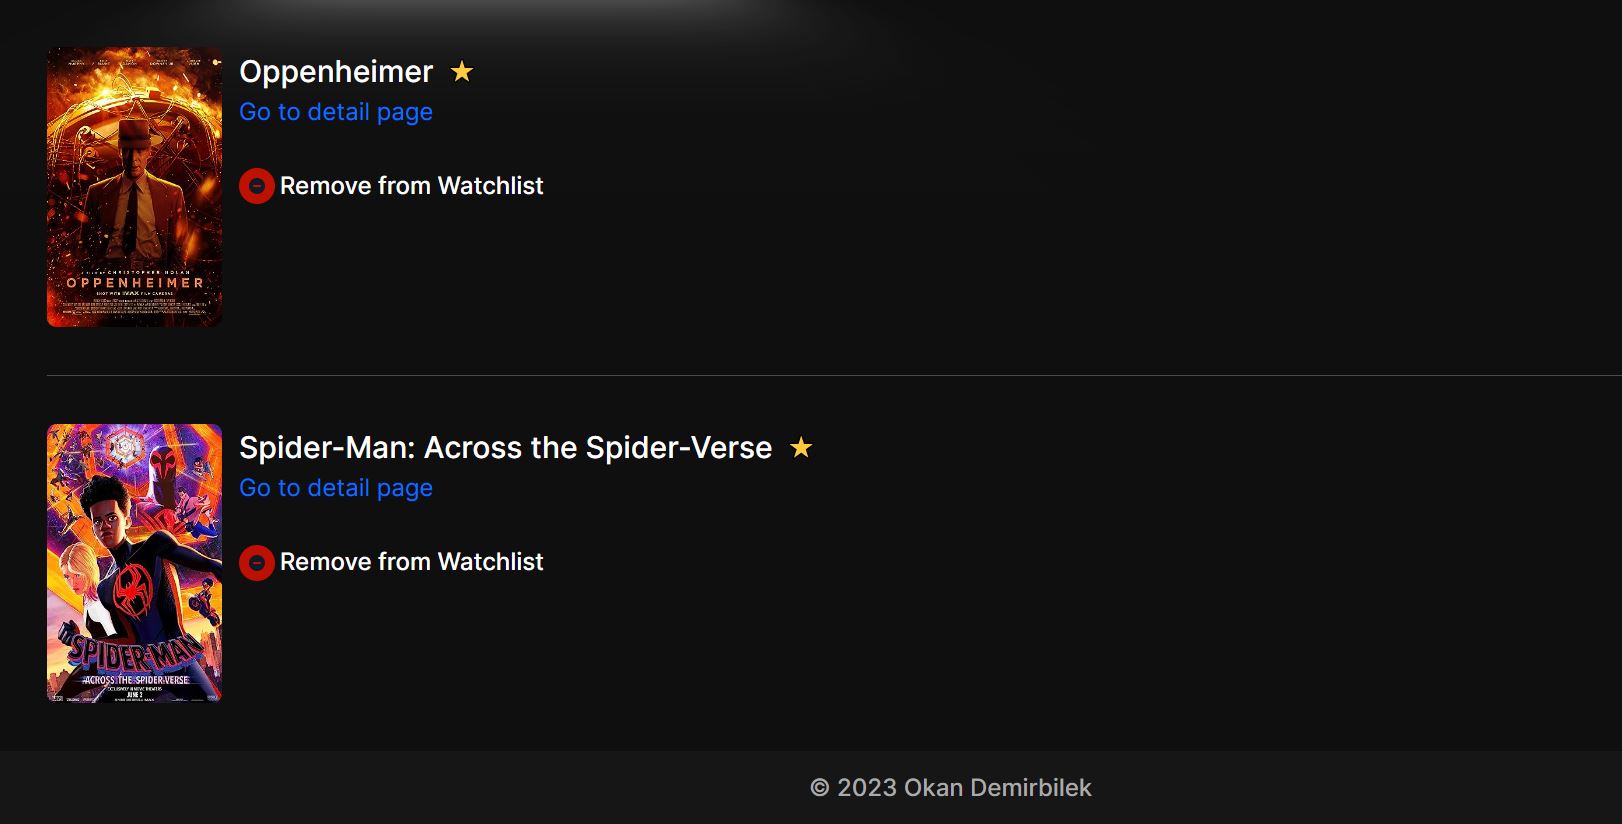 Oppenheimer
Go to detail page
Remove from Watchlist
CHRISTOPHER NOLAN
OPPENHEIMER
SHOT WITH IMAX FILM CAMERAS
Spider-Man: Across the Spider-Verse
Go to detail page
Remove from Watchlist
SPIDER-MAN
ACROSS THE SPIDER-VERSE
EXCLUSIVELY IN MOVIE THEATERS
JUNE 2
© 2023 Okan Demirbilek